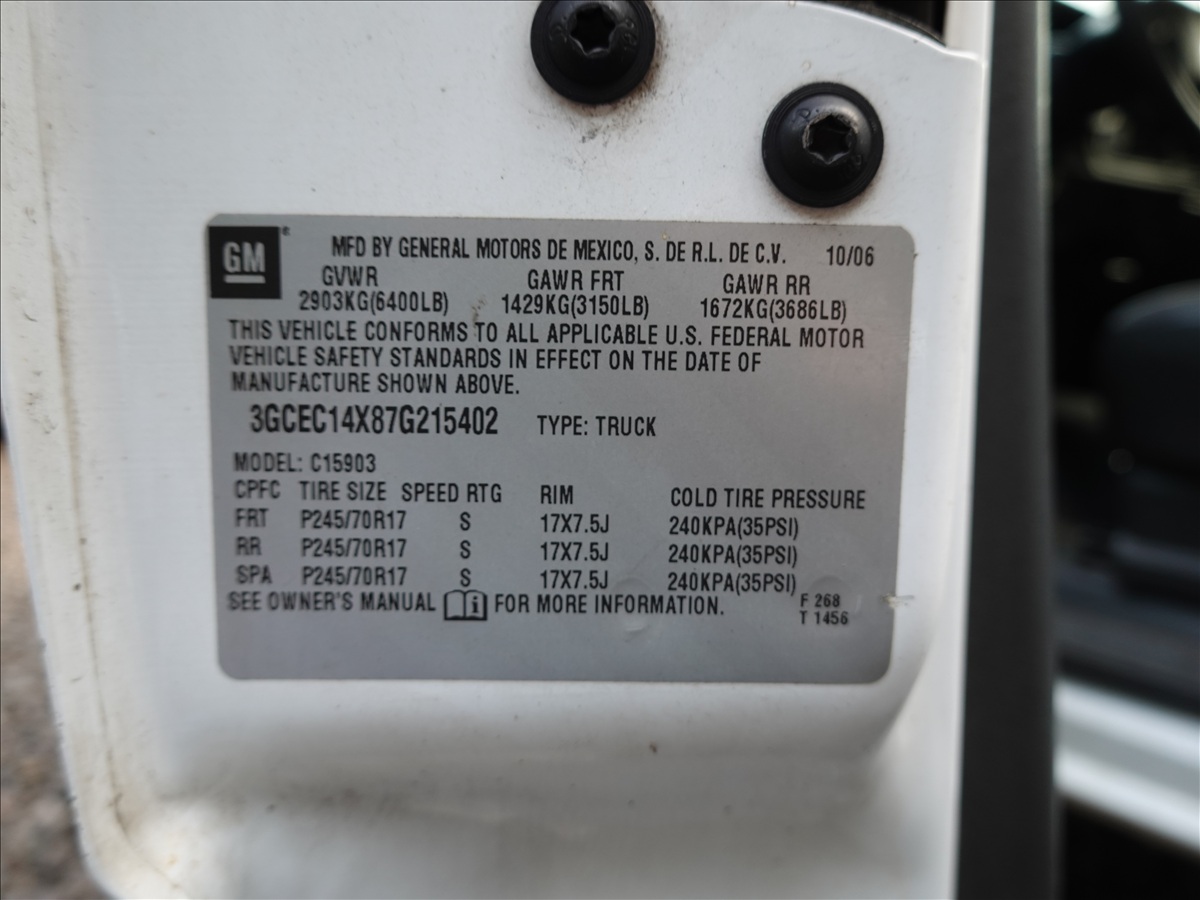 GM® MFD BY GENERAL MOTORS DE MEXICO, S. DE R.L. DE C.V. 10/06
GVWR GAWR FRT GAWR RR
2903KG(6400LB) 1429KG(3150LB) 1672KG(3686LB)
THIS VEHICLE CONFORMS TO ALL APPLICABLE U.S. FEDERAL MOTOR
VEHICLE SAFETY STANDARDS IN EFFECT ON THE DATE OF
MANUFACTURE SHOWN ABOVE.
3GCEC14X87G215402 TYPE: TRUCK
MODEL: C15903
CPFC TIRE SIZE SPEED RTG RIM COLD TIRE PRESSURE
FRT P245/70R17 S 17X7.5J 240KPA(35PSI)
RR P245/70R17 S 17X7.5J 240KPA(35PSI)
SPA P245/70R17 S 17X7.5J 240KPA(35PSI)
SEE OWNER'S MANUAL i FOR MORE INFORMATION.
F 268
T 1456